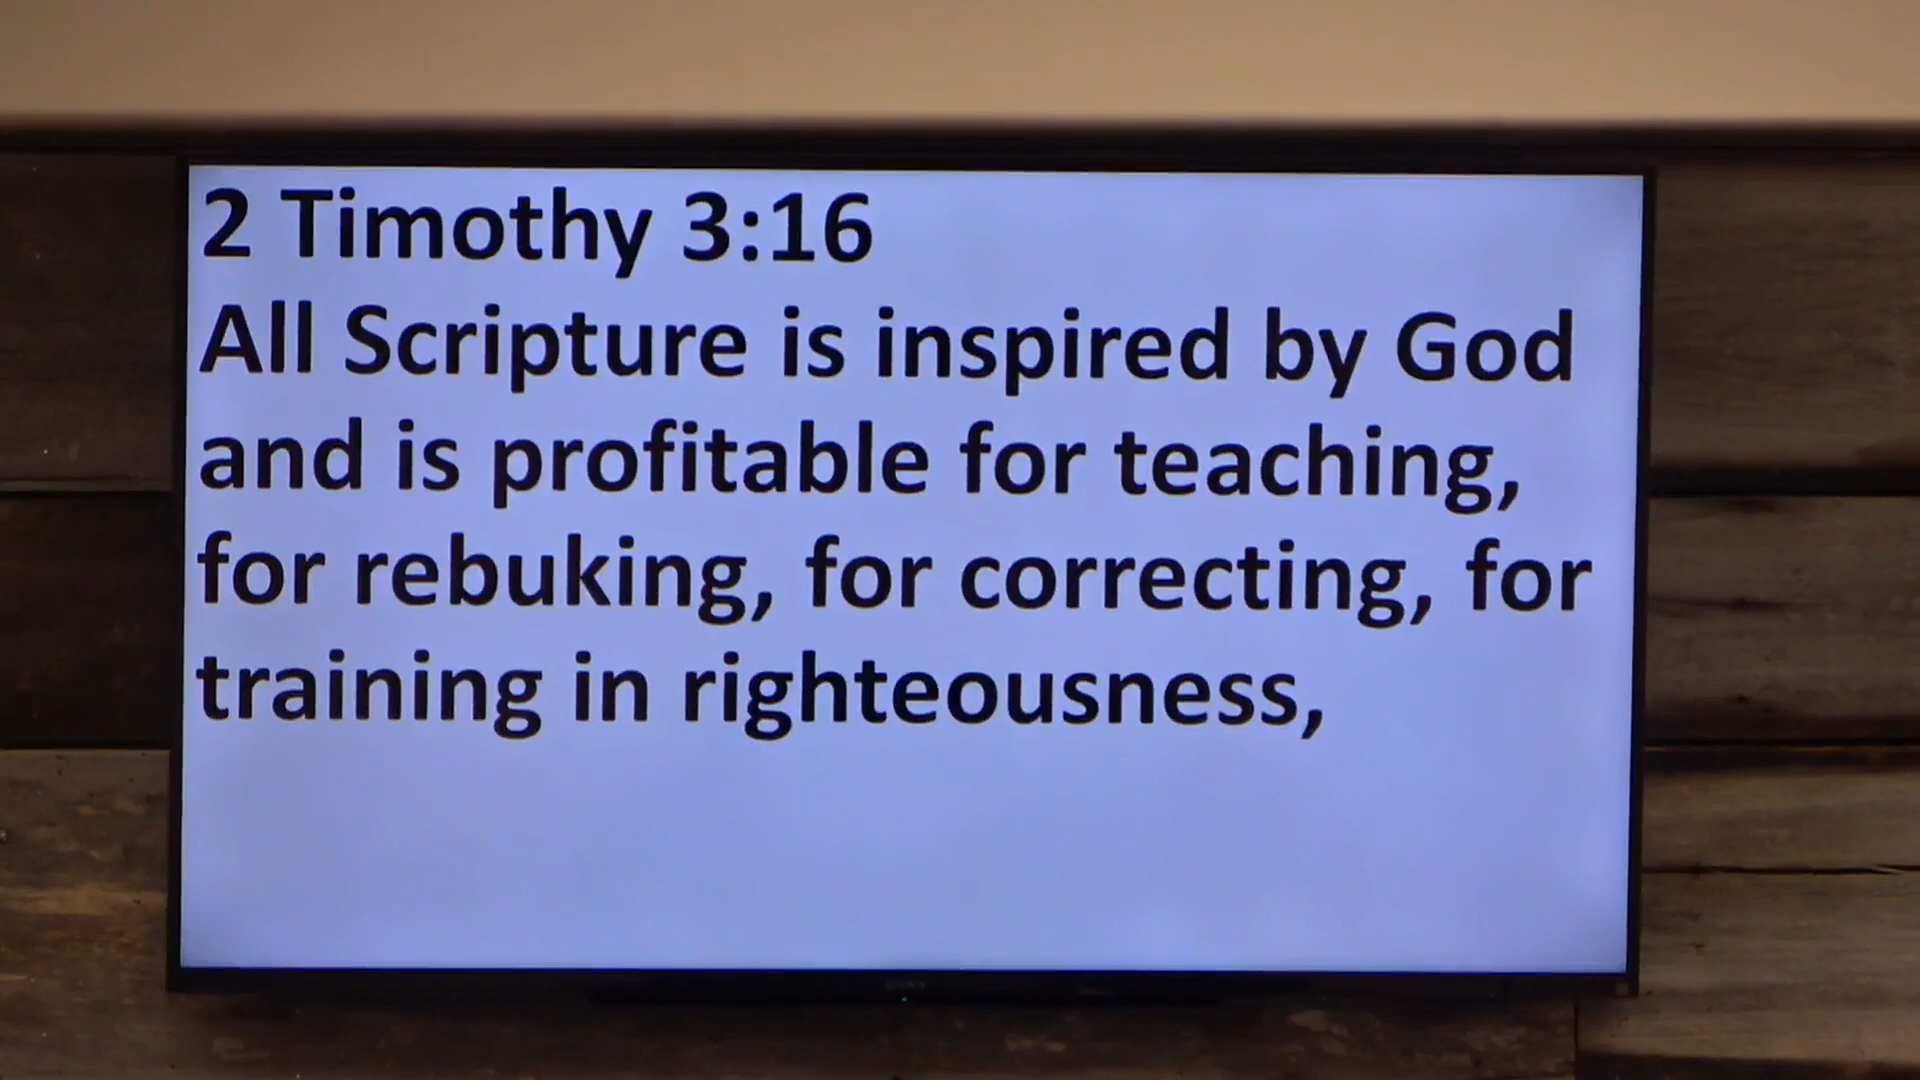 2 Timothy 3:16
All Scripture is inspired by God
and is profitable for teaching,
for rebuking, for correcting, for
training in righteousness,